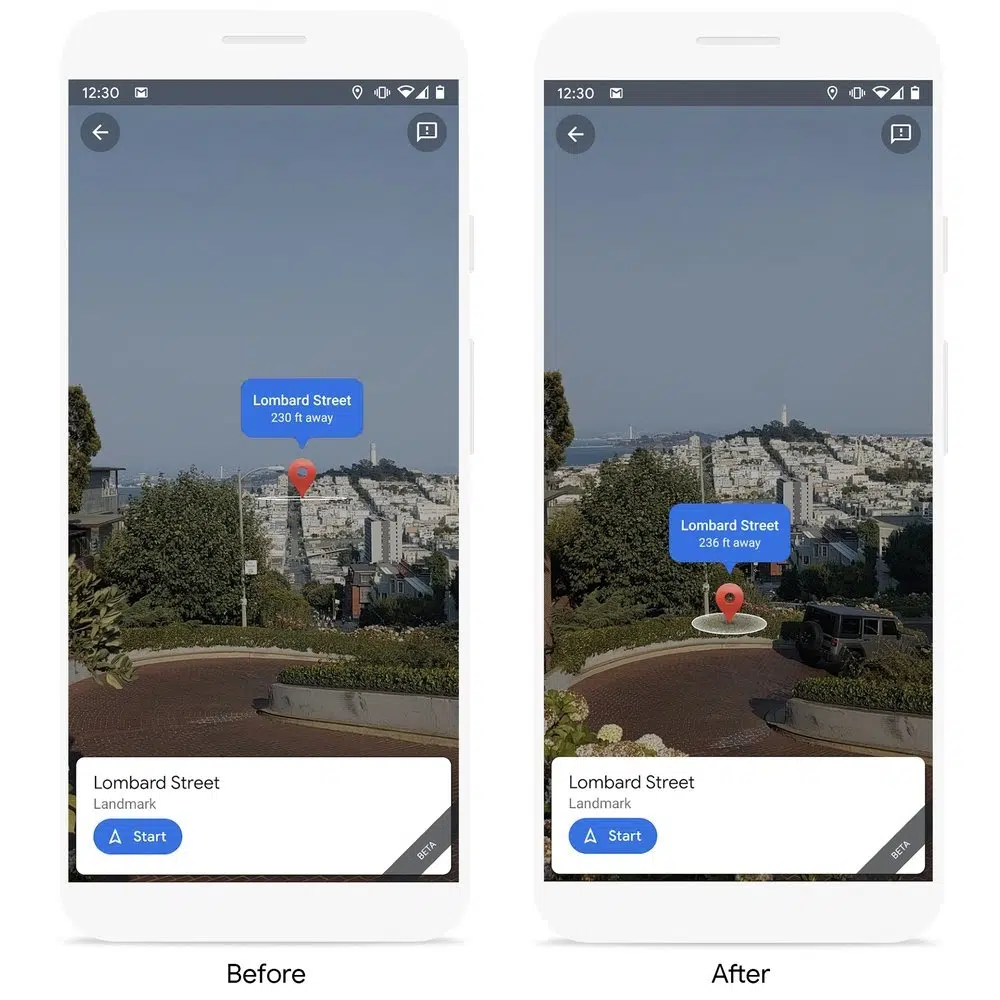 12:30
Lombard Street
230 ft away
Lombard Street
Landmark
Start
BETA
Before
12:30
Lombard Street
236 ft away
Lombard Street
Landmark
Start
BETA
After